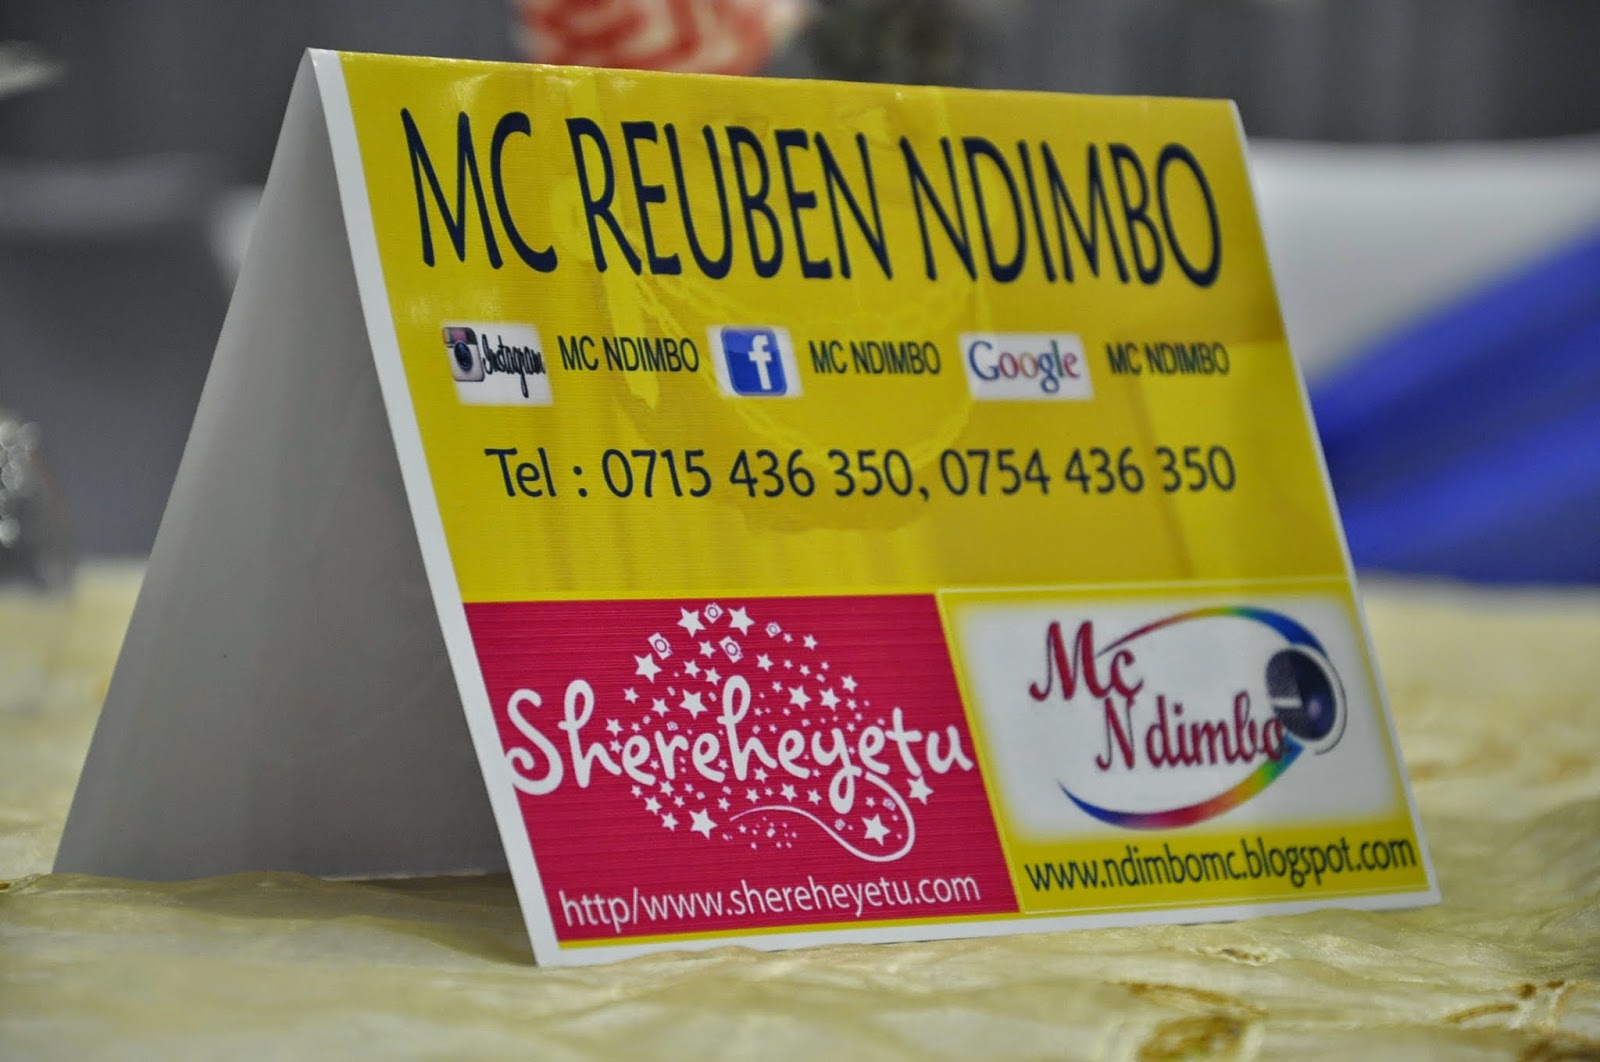 MC REUBEN NDIMBO
Instagram MC NDIMBO f MC NDIMBO Google MC NDIMBO
Tel : 0715 436 350, 0754 436 350
Shereheyetu
http/www.shereheyetu.com
Mc
Ndimbo
www.ndimbomc.blogspot.com